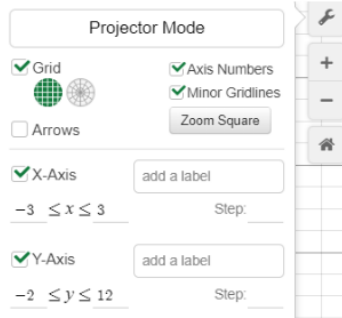 Projector Mode
Grid
Axis Numbers
Minor Gridlines
Arrows
Zoom Square
X-Axis
add a label
−3 ≤ x ≤ 3
Step:
Y-Axis
add a label
−2 ≤ y ≤ 12
Step: